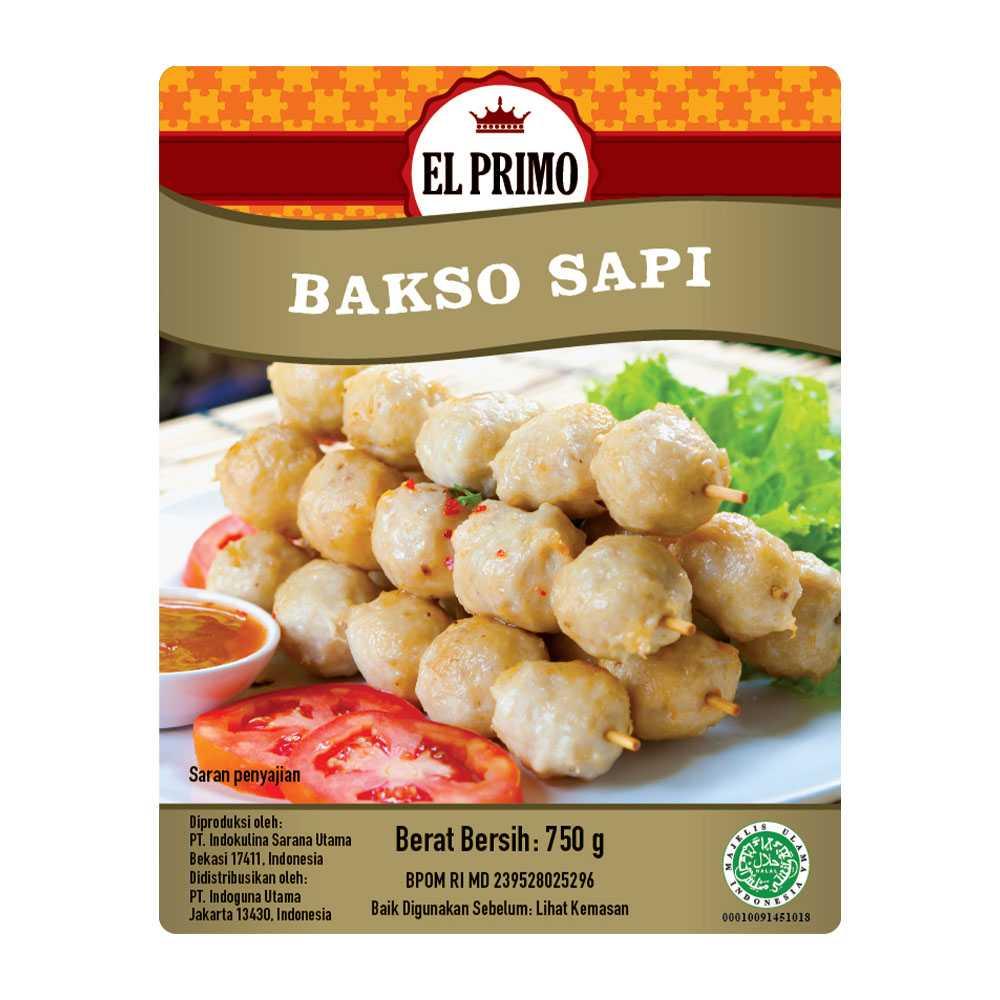 EL PRIMO
BAKSO SAPI
Saran penyajian
Diproduksi oleh:
PT. Indokulina Sarana Utama
Bekasi 17411, Indonesia
Didistribusikan oleh:
PT. Indoguna Utama
Jakarta 13430, Indonesia
Berat Bersih: 750 g
BPOM RI MD 239528025296
Baik Digunakan Sebelum: Lihat Kemasan
MAJELIS ULAMA
INDONESIA
حلال
HALAL
00010091451018